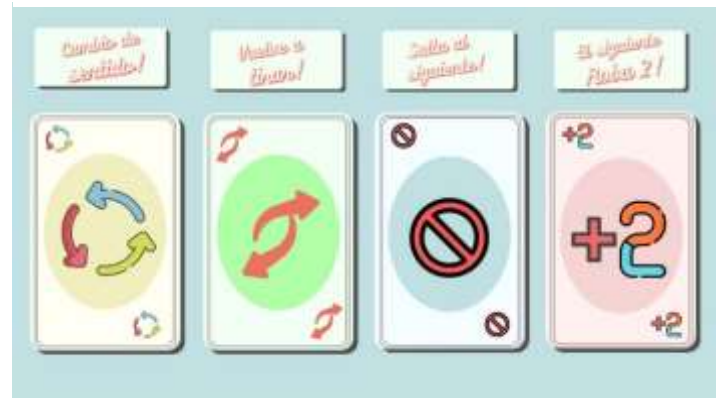 Cambio de
sentido!
Vuelve a
tirar!
Salta al
siguiente!
El siguiente
Roba 2!
+2
+2
+2